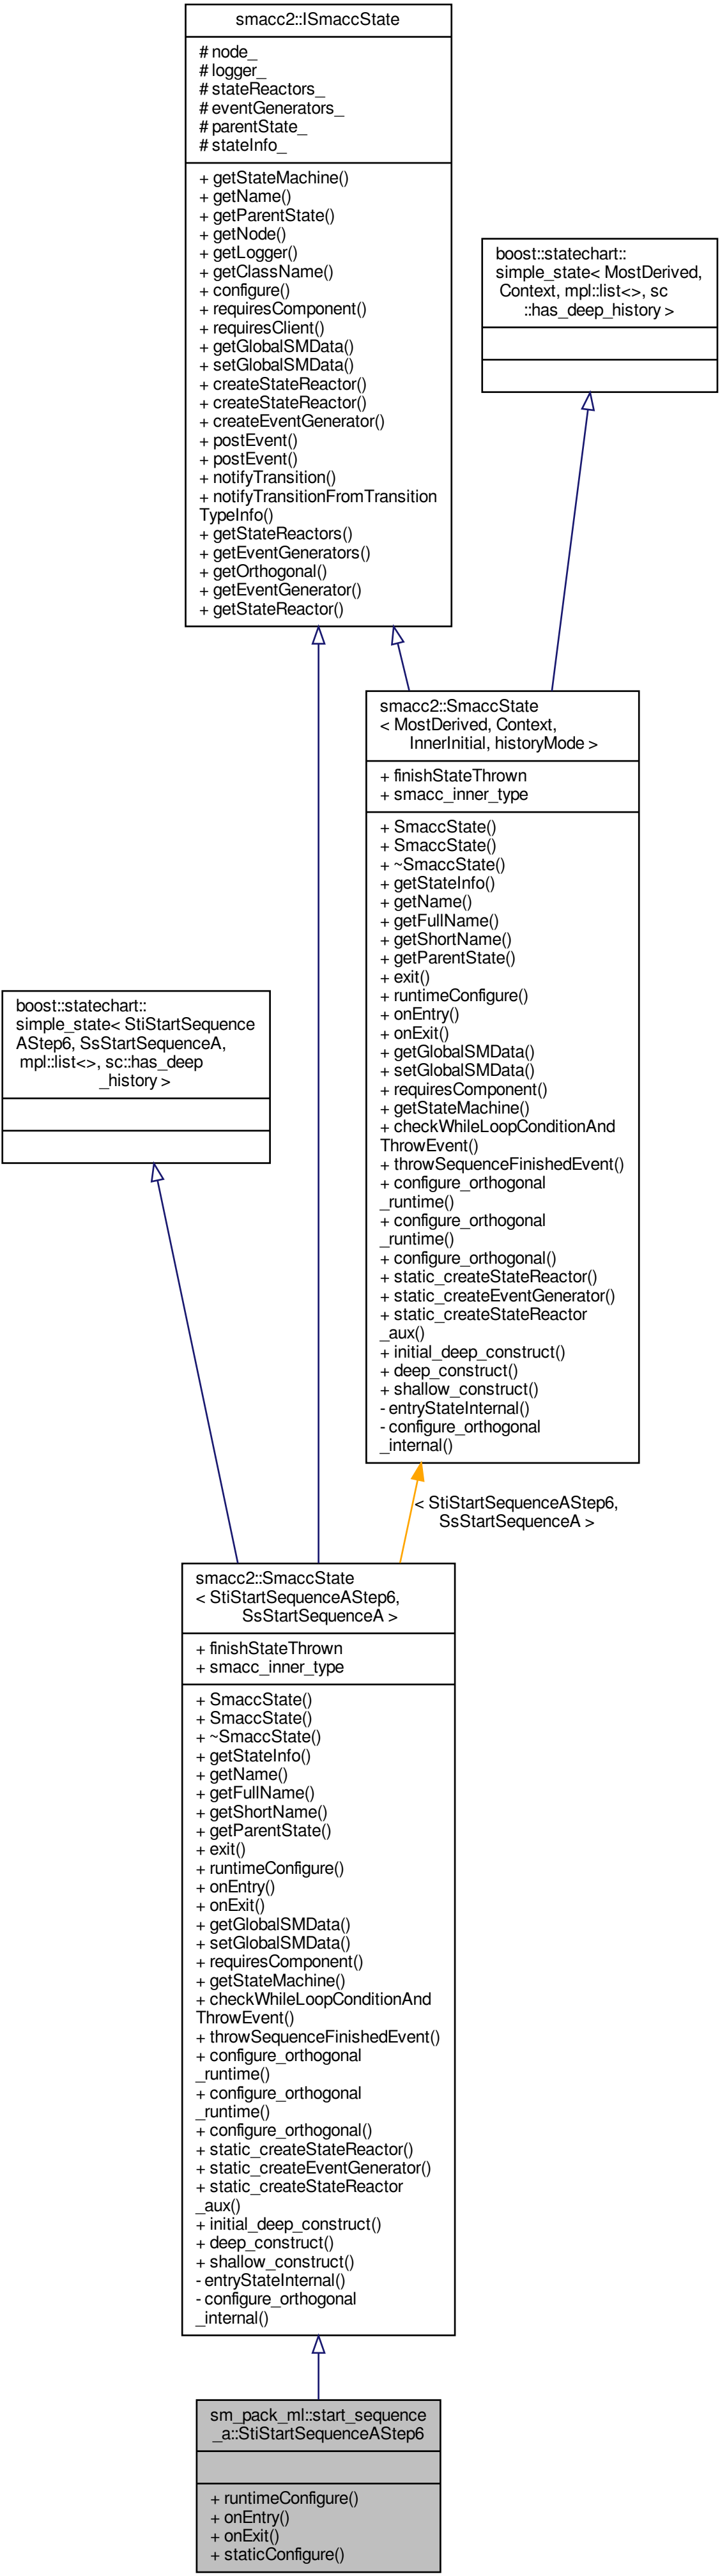 smacc2::ISmaccState
# node_
# logger_
# stateReactors_
# eventGenerators_
# parentState_
# stateInfo_
+ getStateMachine()
+ getName()
+ getParentState()
+ getNode()
+ getLogger()
+ getClassName()
+ configure()
+ requiresComponent()
+ requiresClient()
+ getGlobalSMData()
+ setGlobalSMData()
+ createStateReactor()
+ createStateReactor()
+ createEventGenerator()
+ postEvent()
+ postEvent()
+ notifyTransition()
+ notifyTransitionFromTransition
TypeInfo()
+ getStateReactors()
+ getEventGenerators()
+ getOrthogonal()
+ getEventGenerator()
+ getStateReactor()
boost::statechart::
simple_state< MostDerived,
Context, mpl::list<>, sc
::has_deep_history >
smacc2::SmaccState
< MostDerived, Context,
InnerInitial, historyMode >
+ finishStateThrown
+ smacc_inner_type
+ SmaccState()
+ SmaccState()
+ ~SmaccState()
+ getStateInfo()
+ getName()
+ getFullName()
+ getShortName()
+ getParentState()
+ exit()
+ runtimeConfigure()
+ onEntry()
+ onExit()
+ getGlobalSMData()
+ setGlobalSMData()
+ requiresComponent()
+ getStateMachine()
+ checkWhileLoopConditionAnd
ThrowEvent()
+ throwSequenceFinishedEvent()
+ configure_orthogonal
_runtime()
+ configure_orthogonal
_runtime()
+ configure_orthogonal()
+ static_createStateReactor()
+ static_createEventGenerator()
+ static_createStateReactor
_aux()
+ initial_deep_construct()
+ deep_construct()
+ shallow_construct()
- entryStateInternal()
- configure_orthogonal
_internal()
boost::statechart::
simple_state< StiStartSequence
AStep6, SsStartSequenceA,
mpl::list<>, sc::has_deep
_history >
< StiStartSequenceAStep6,
SsStartSequenceA >
smacc2::SmaccState
< StiStartSequenceAStep6,
SsStartSequenceA >
+ finishStateThrown
+ smacc_inner_type
+ SmaccState()
+ SmaccState()
+ ~SmaccState()
+ getStateInfo()
+ getName()
+ getFullName()
+ getShortName()
+ getParentState()
+ exit()
+ runtimeConfigure()
+ onEntry()
+ onExit()
+ getGlobalSMData()
+ setGlobalSMData()
+ requiresComponent()
+ getStateMachine()
+ checkWhileLoopConditionAnd
ThrowEvent()
+ throwSequenceFinishedEvent()
+ configure_orthogonal
_runtime()
+ configure_orthogonal
_runtime()
+ configure_orthogonal()
+ static_createStateReactor()
+ static_createEventGenerator()
+ static_createStateReactor
_aux()
+ initial_deep_construct()
+ deep_construct()
+ shallow_construct()
- entryStateInternal()
- configure_orthogonal
_internal()
sm_pack_ml::start_sequence
_a::StiStartSequenceAStep6
+ runtimeConfigure()
+ onEntry()
+ onExit()
+ staticConfigure()